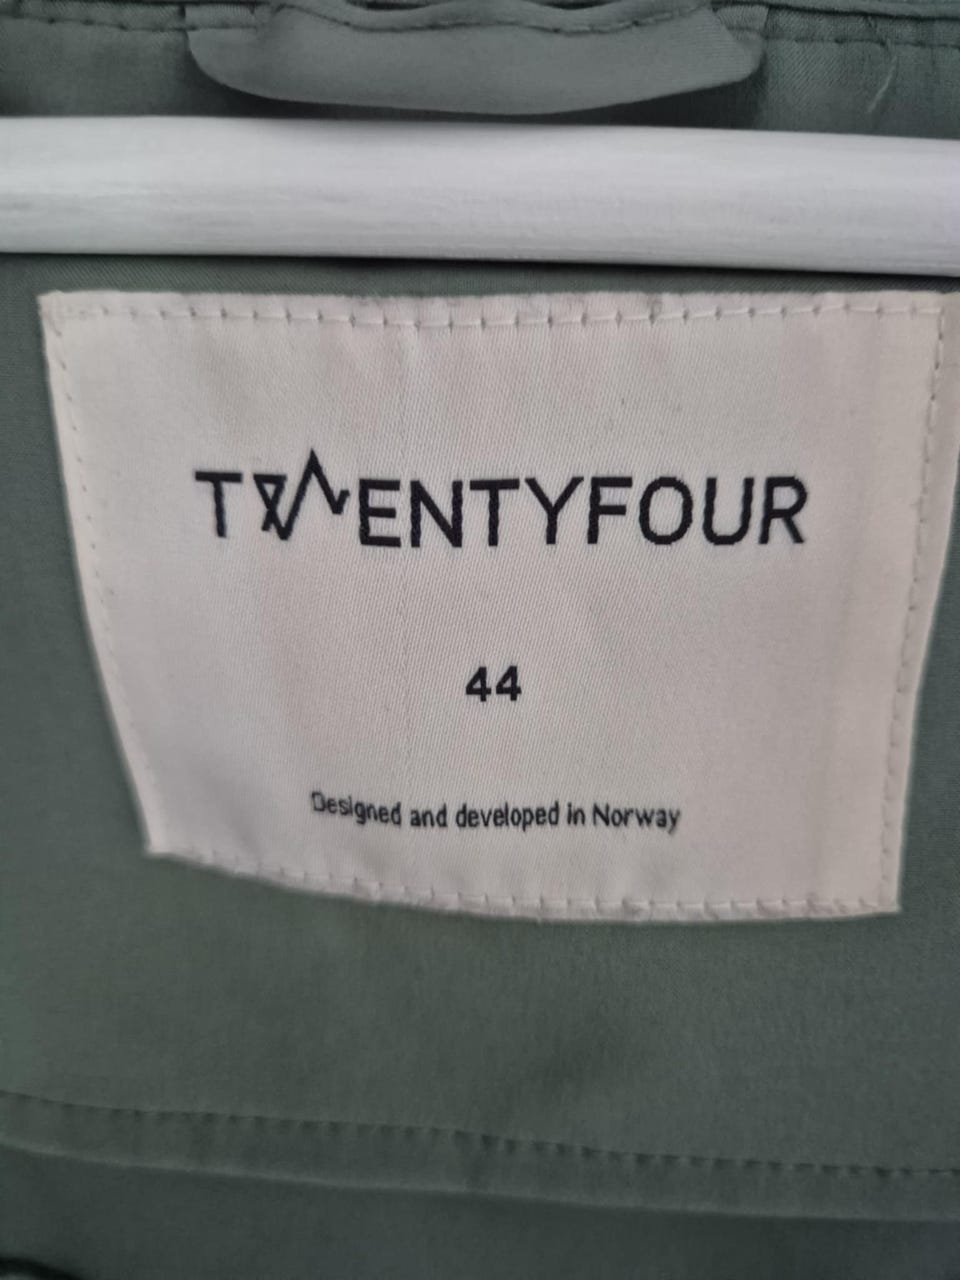 TWENTYFOUR
44
Designed and developed in Norway